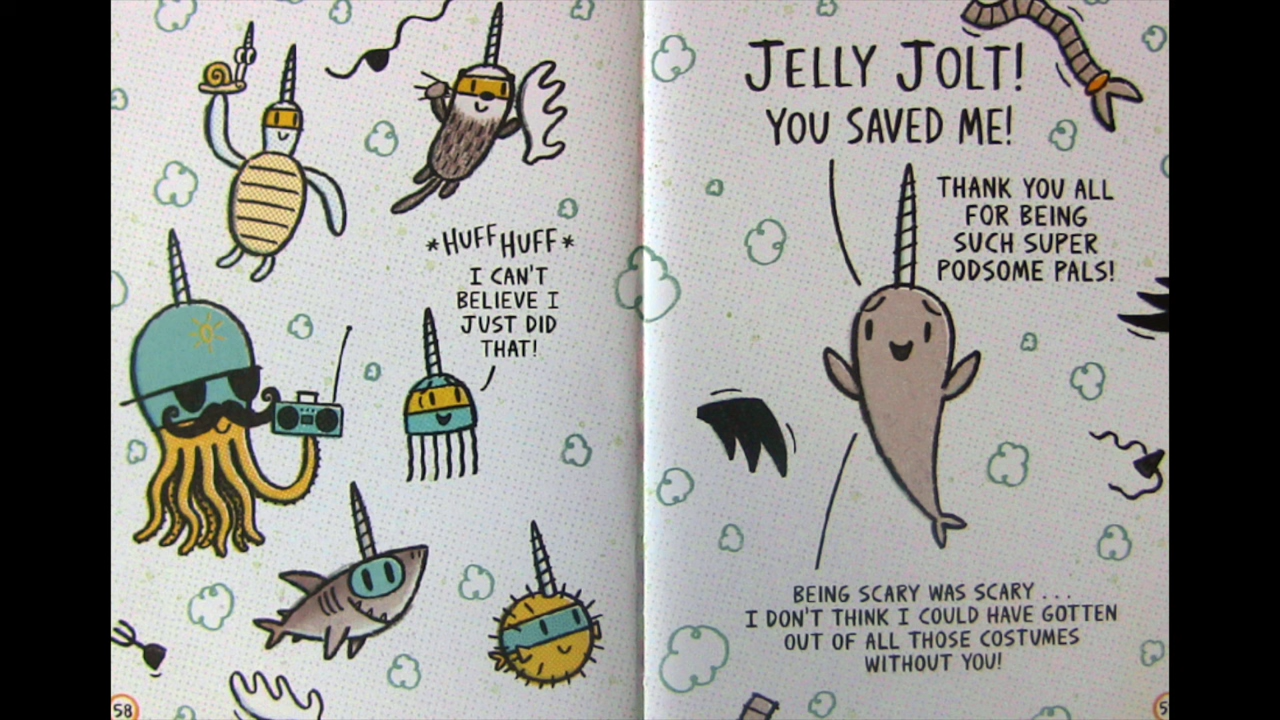 *HUFF HUFF*
I CAN'T
BELIEVE I
JUST DID
THAT!
58
JELLY JOLT!
YOU SAVED ME!
THANK YOU ALL
FOR BEING
SUCH SUPER
PODSOME PALS!
BEING SCARY WAS SCARY...
I DON'T THINK I COULD HAVE GOTTEN
OUT OF ALL THOSE COSTUMES
WITHOUT YOU!